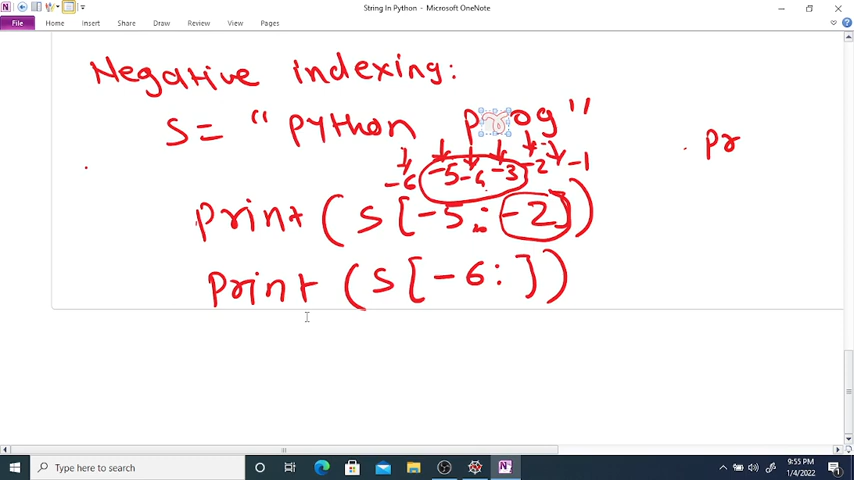 String In Python - Microsoft OneNote
File Home Insert Share Draw Review View Pages
Negative indexing:
S = " python prog "
pr
-6 -5 -4 -3 -2 -1
print ( S [ -5 : -2 ] )
print ( S [ -6 : ] )
Type here to search
9:55 PM
1/4/2022